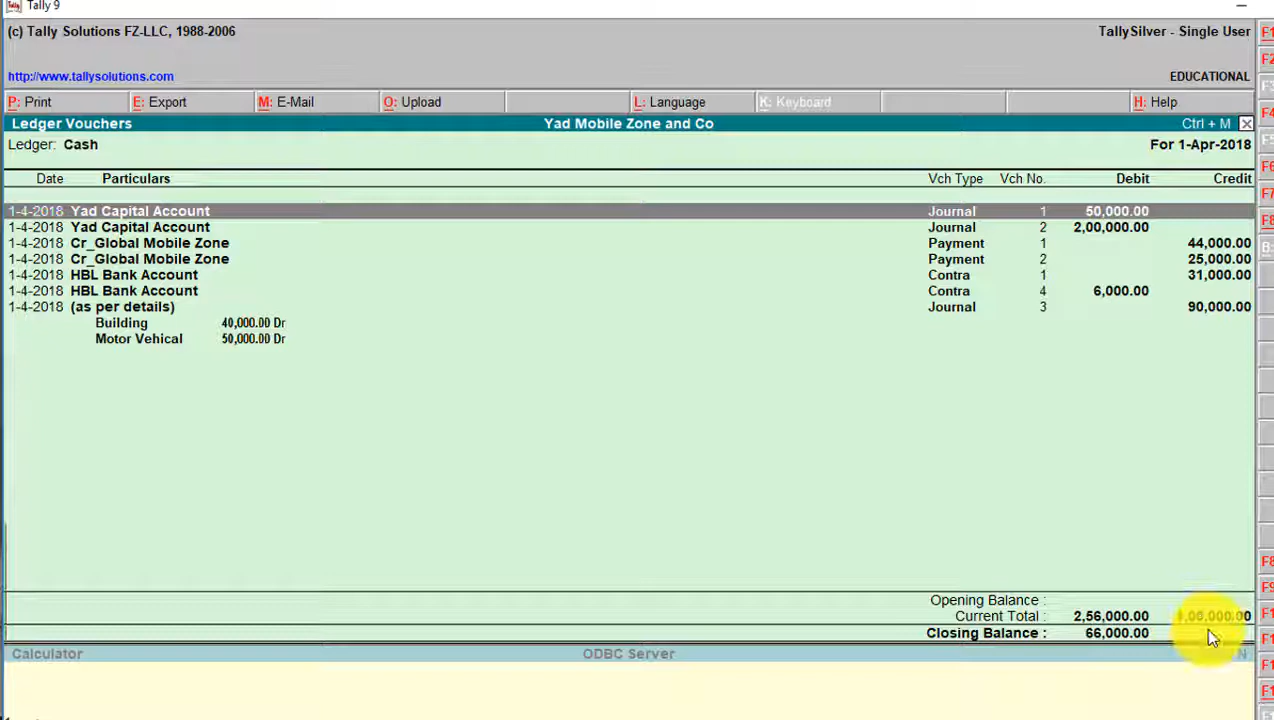 Tally Tally 9
(c) Tally Solutions FZ-LLC, 1988-2006 TallySilver - Single User
http://www.tallysolutions.com EDUCATIONAL
P: Print E: Export M: E-Mail O: Upload L: Language K: Keyboard H: Help
Ledger Vouchers Yad Mobile Zone and Co Ctrl + M
Ledger: Cash For 1-Apr-2018
Date Particulars Vch Type Vch No. Debit Credit
1-4-2018 Yad Capital Account Journal 1 50,000.00
1-4-2018 Yad Capital Account Journal 2 2,00,000.00
1-4-2018 Cr_Global Mobile Zone Payment 1 44,000.00
1-4-2018 Cr_Global Mobile Zone Payment 2 25,000.00
1-4-2018 HBL Bank Account Contra 1 31,000.00
1-4-2018 HBL Bank Account Contra 4 6,000.00
1-4-2018 (as per details) Journal 3 90,000.00
Building 40,000.00 Dr
Motor Vehical 50,000.00 Dr
Opening Balance :
Current Total : 2,56,000.00
Closing Balance : 66,000.00
Calculator ODBC Server N